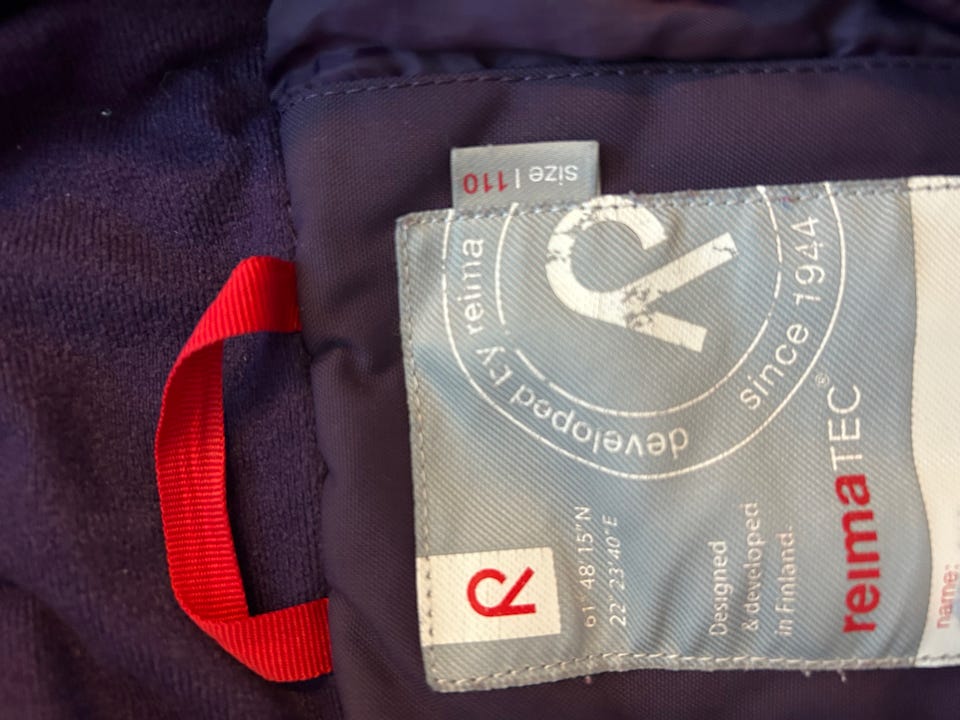 size | 110
developed by reima
since 1944
R
R
61°48'15"N
22°23'40"E
Designed
& developed
in Finland.
reimaTEC®
name: